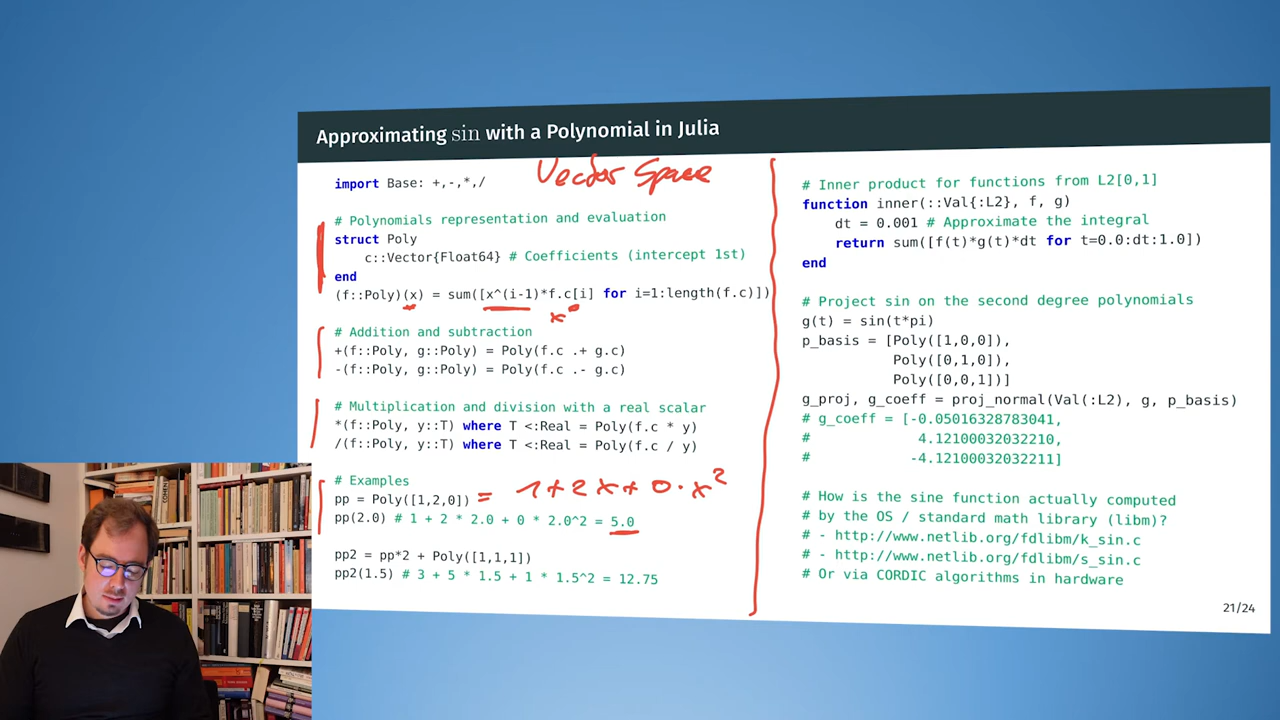 Approximating sin with a Polynomial in Julia
Vector Space
import Base: +,-,*,/
# Polynomials representation and evaluation
struct Poly
c::Vector{Float64} # Coefficients (intercept 1st)
end
(f::Poly)(x) = sum([x^(i-1)*f.c[i] for i=1:length(f.c)])
x⁰
# Addition and subtraction
+(f::Poly, g::Poly) = Poly(f.c .+ g.c)
-(f::Poly, g::Poly) = Poly(f.c .- g.c)
# Multiplication and division with a real scalar
*(f::Poly, y::T) where T <:Real = Poly(f.c * y)
/(f::Poly, y::T) where T <:Real = Poly(f.c / y)
# Examples
pp = Poly([1,2,0]) = 1+2x+0·x²
pp(2.0) # 1 + 2 * 2.0 + 0 * 2.0^2 = 5.0
pp2 = pp*2 + Poly([1,1,1])
pp2(1.5) # 3 + 5 * 1.5 + 1 * 1.5^2 = 12.75
# Inner product for functions from L2[0,1]
function inner(::Val{:L2}, f, g)
dt = 0.001 # Approximate the integral
return sum([f(t)*g(t)*dt for t=0.0:dt:1.0])
end
# Project sin on the second degree polynomials
g(t) = sin(t*pi)
p_basis = [Poly([1,0,0]),
Poly([0,1,0]),
Poly([0,0,1])]
g_proj, g_coeff = proj_normal(Val(:L2), g, p_basis)
# g_coeff = [-0.05016328783041,
# 4.12100032032210,
# -4.12100032032211]
# How is the sine function actually computed
# by the OS / standard math library (libm)?
# - http://www.netlib.org/fdlibm/k_sin.c
# - http://www.netlib.org/fdlibm/s_sin.c
# Or via CORDIC algorithms in hardware
21/24